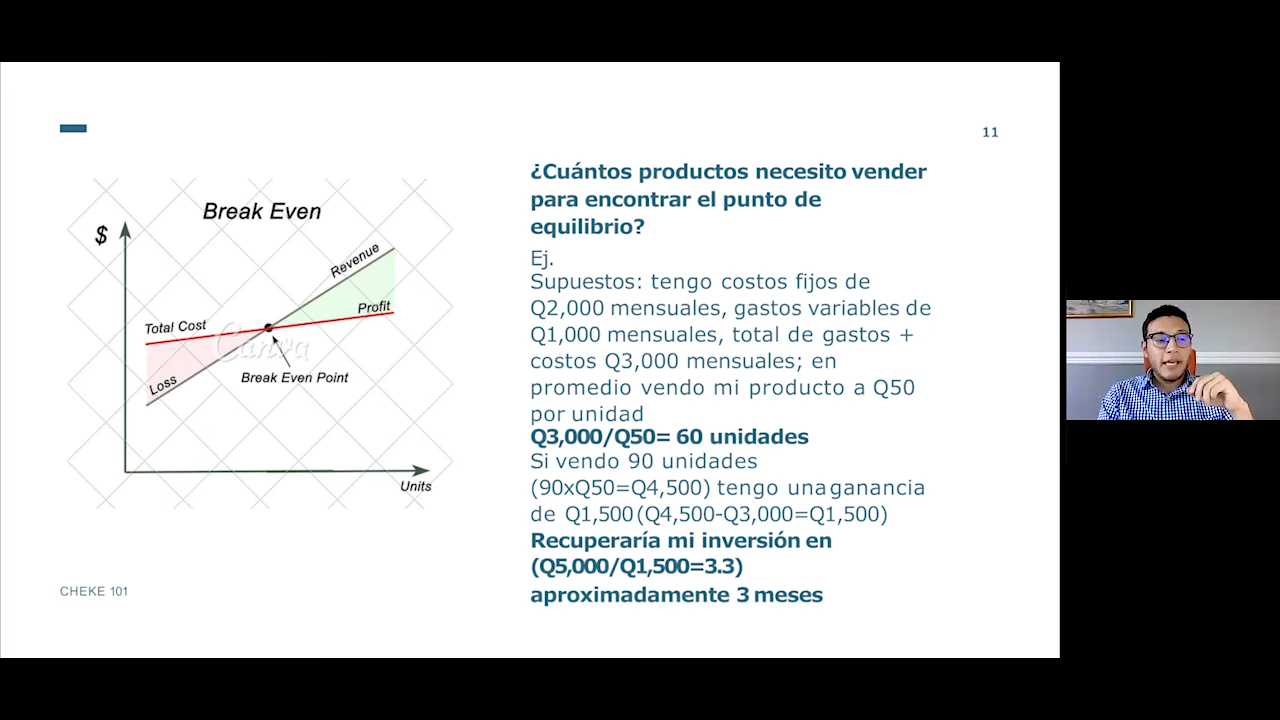 11
Break Even
$
Revenue
Profit
Total Cost
Canva
Loss
Break Even Point
Units
¿Cuántos productos necesito vender
para encontrar el punto de
equilibrio?
Ej.
Supuestos: tengo costos fijos de
Q2,000 mensuales, gastos variables de
Q1,000 mensuales, total de gastos +
costos Q3,000 mensuales; en
promedio vendo mi producto a Q50
por unidad
Q3,000/Q50= 60 unidades
Si vendo 90 unidades
(90xQ50=Q4,500) tengo una ganancia
de Q1,500 (Q4,500-Q3,000=Q1,500)
Recuperaría mi inversión en
(Q5,000/Q1,500=3.3)
aproximadamente 3 meses
CHEKE 101